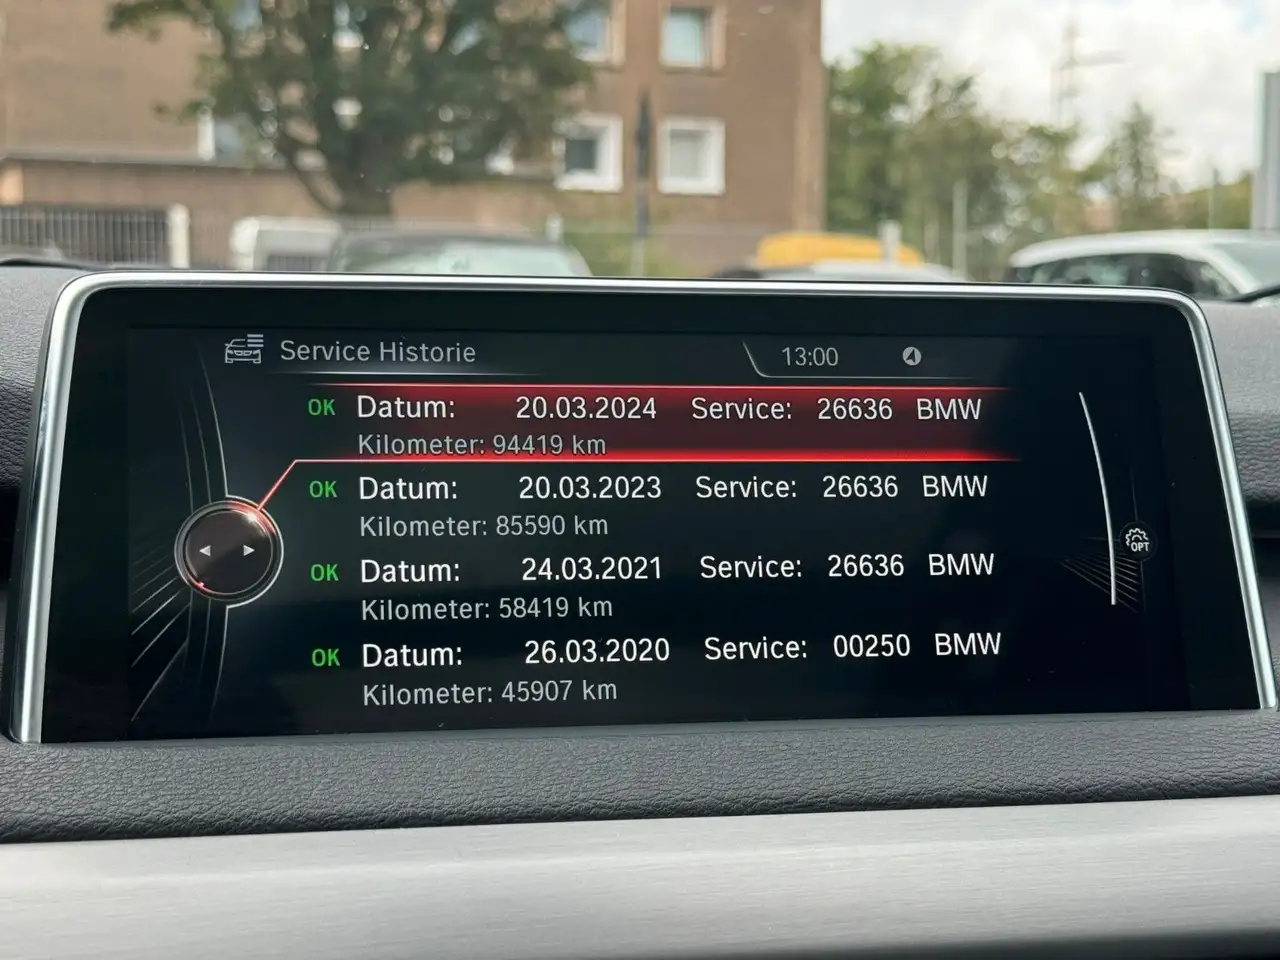 Service Historie 13:00
OK Datum: 20.03.2024 Service: 26636 BMW
Kilometer: 94419 km
OK Datum: 20.03.2023 Service: 26636 BMW
Kilometer: 85590 km
OK Datum: 24.03.2021 Service: 26636 BMW
Kilometer: 58419 km
OK Datum: 26.03.2020 Service: 00250 BMW
Kilometer: 45907 km
OPT